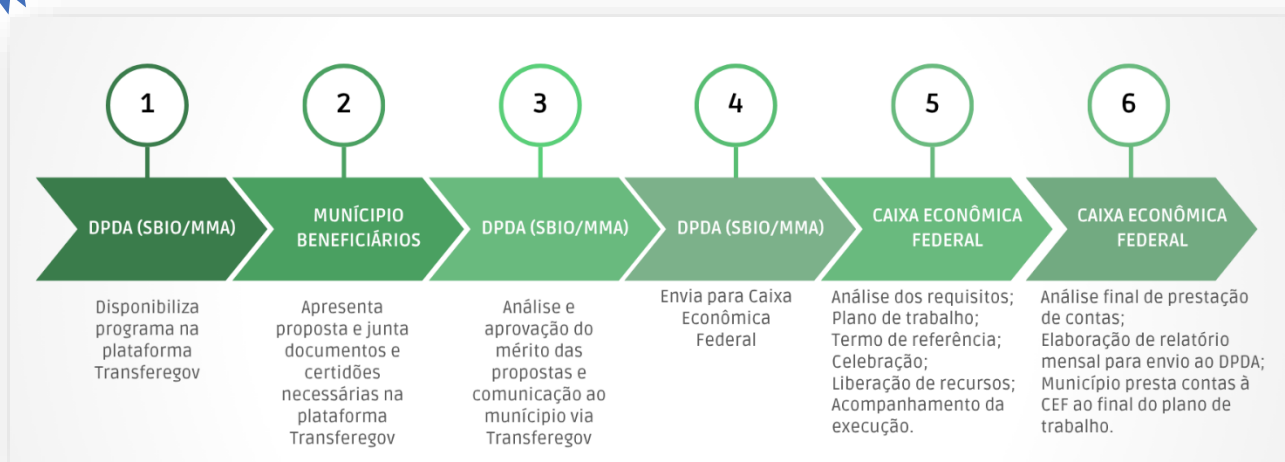 1
DPDA (SBIO/MMA)
Disponibiliza
programa na
plataforma
Transferegov
2
MUNÍCIPIO
BENEFICIÁRIOS
Apresenta
proposta e junta
documentos e
certidões
necessárias na
plataforma
Transferegov
3
DPDA (SBIO/MMA)
Análise e
aprovação do
mérito das
propostas e
comunicação ao
munícipio via
Transferegov
4
DPDA (SBIO/MMA)
Envia para Caixa
Econômica
Federal
5
CAIXA ECONÔMICA
FEDERAL
Análise dos requisitos;
Plano de trabalho;
Termo de referência;
Celebração;
Liberação de recursos;
Acompanhamento da
execução.
6
CAIXA ECONÔMICA
FEDERAL
Análise final de prestação
de contas;
Elaboração de relatório
mensal para envio ao DPDA;
Município presta contas à
CEF ao final do plano de
trabalho.